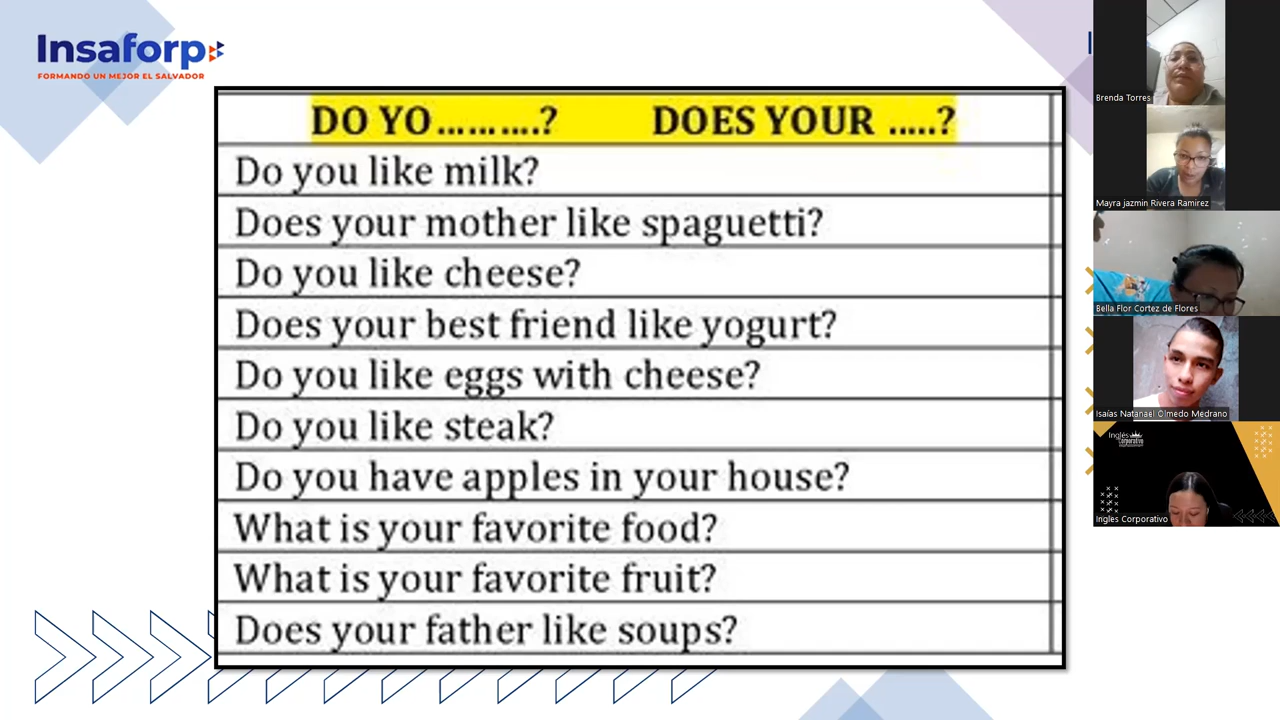 Insaforp
FORMANDO UN MEJOR EL SALVADOR
DO YO..........? DOES YOUR .....?
Do you like milk?
Does your mother like spaguetti?
Do you like cheese?
Does your best friend like yogurt?
Do you like eggs with cheese?
Do you like steak?
Do you have apples in your house?
What is your favorite food?
What is your favorite fruit?
Does your father like soups?
Brenda Torres
Mayra jazmin Rivera Ramirez
Bella Flor Cortez de Flores
Isaías Natanael Olmedo Medrano
Inglés
Corporativo
Ingles Corporativo